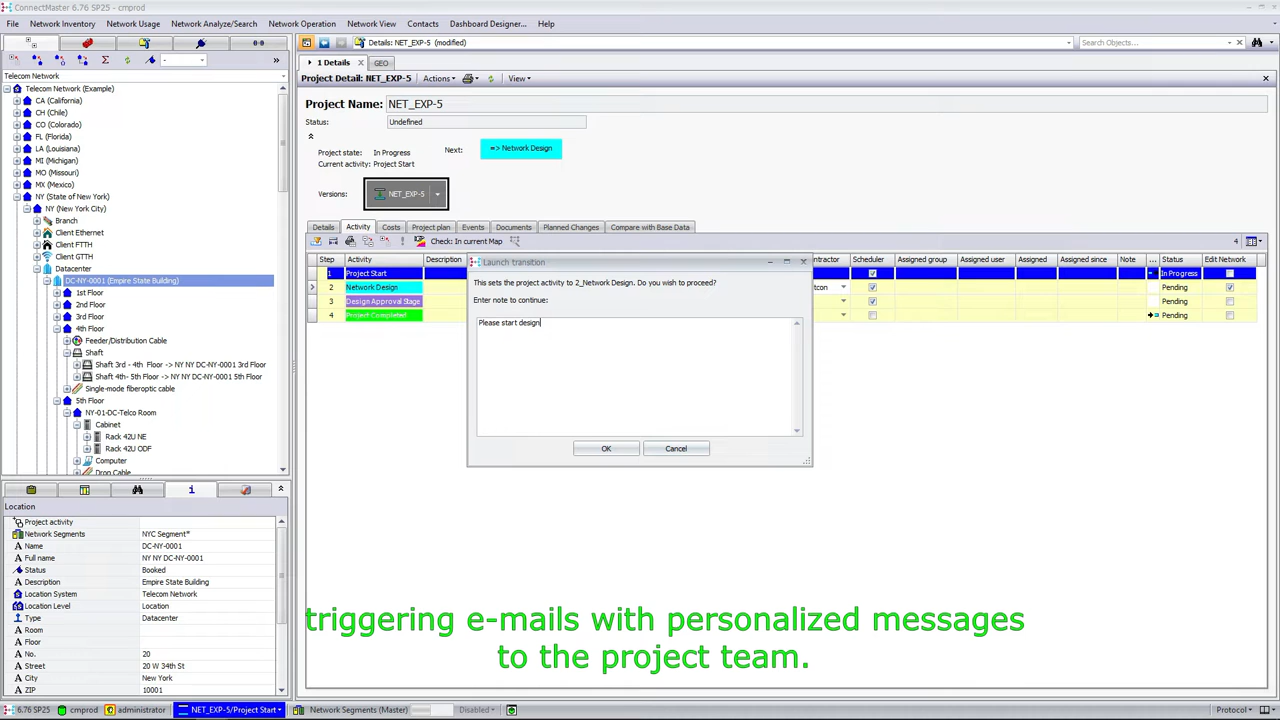 ConnectMaster 6.76 SP25 - cmprod
File Network Inventory Network Usage Network Analyze/Search Network Operation Network View Contacts Dashboard Designer... Help
Details: NET_EXP-5 (modified)
Search Objects...
1 Details GEO
Project Detail: NET_EXP-5 Actions View
Telecom Network
Telecom Network (Example)
CA (California)
CH (Chile)
CO (Colorado)
FL (Florida)
LA (Louisiana)
MI (Michigan)
MO (Missouri)
MX (Mexico)
NY (State of New York)
NY (New York City)
Branch
Client Ethernet
Client FTTH
Client GTTH
Datacenter
DC-NY-0001 (Empire State Building)
1st Floor
2nd Floor
3rd Floor
4th Floor
Feeder/Distribution Cable
Shaft
Shaft 3rd - 4th Floor -> NY NY DC-NY-0001 3rd Floor
Shaft 4th- 5th Floor -> NY NY DC-NY-0001 5th Floor
Single-mode fiberoptic cable
5th Floor
NY-01-DC-Telco Room
Cabinet
Rack 42U NE
Rack 42U ODF
Computer
Drop Cable
Project Name: NET_EXP-5
Status: Undefined
Project state: In Progress Next: => Network Design
Current activity: Project Start
Versions: NET_EXP-5
Details Activity Costs Project plan Events Documents Planned Changes Compare with Base Data
Check: In current Map 4
Step Activity Description ntractor Scheduler Assigned group Assigned user Assigned Assigned since Note ... Status Edit Network
1 Project Start In Progress
2 Network Design tcon Pending
3 Design Approval Stage Pending
4 Project Completed Pending
Launch transition
This sets the project activity to 2_Network Design. Do you wish to proceed?
Enter note to continue:
Please start design
OK Cancel
Location
Project activity
Network Segments NYC Segment*
Name DC-NY-0001
Full name NY NY DC-NY-0001
Status Booked
Description Empire State Building
Location System Telecom Network
Location Level Location
Type Datacenter
Room
Floor
No. 20
Street 20 W 34th St
City New York
ZIP 10001
triggering e-mails with personalized messages
to the project team.
6.76 SP25 cmprod administrator NET_EXP-5/Project Start Network Segments (Master) Disabled Protocol